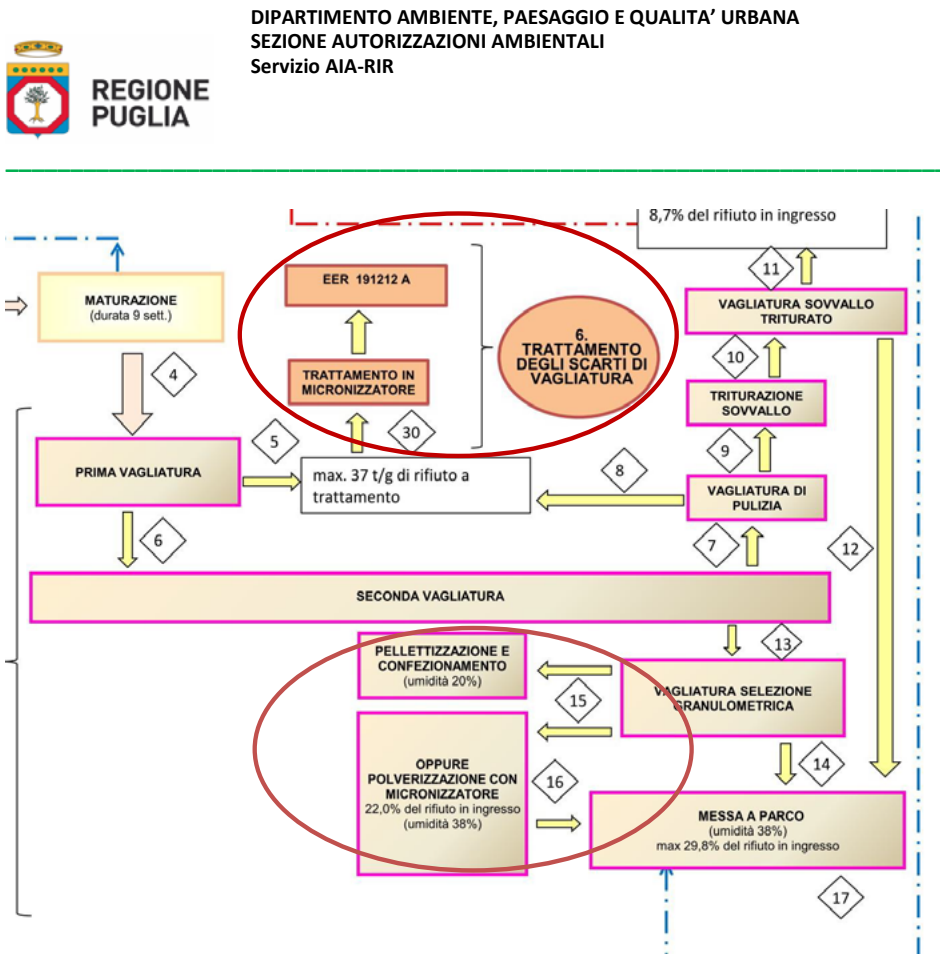 DIPARTIMENTO AMBIENTE, PAESAGGIO E QUALITA’ URBANA
SEZIONE AUTORIZZAZIONI AMBIENTALI
Servizio AIA-RIR
REGIONE
PUGLIA
8,7% del rifiuto in ingresso
11
EER 191212 A
MATURAZIONE
(durata 9 sett.)
VAGLIATURA SOVVALLO
TRITURATO
6.
TRATTAMENTO
DEGLI SCARTI DI
VAGLIATURA
10
4
TRATTAMENTO IN
MICRONIZZATORE
TRITURAZIONE
SOVVALLO
5
30
9
PRIMA VAGLIATURA
max. 37 t/g di rifiuto a
trattamento
8
VAGLIATURA DI
PULIZIA
6
7
12
SECONDA VAGLIATURA
13
PELLETTIZZAZIONE E
CONFEZIONAMENTO
(umidità 20%)
15
VAGLIATURA SELEZIONE
GRANULOMETRICA
14
OPPURE
POLVERIZZAZIONE CON
MICRONIZZATORE
22,0% del rifiuto in ingresso
(umidità 38%)
16
MESSA A PARCO
(umidità 38%)
max 29,8% del rifiuto in ingresso
17